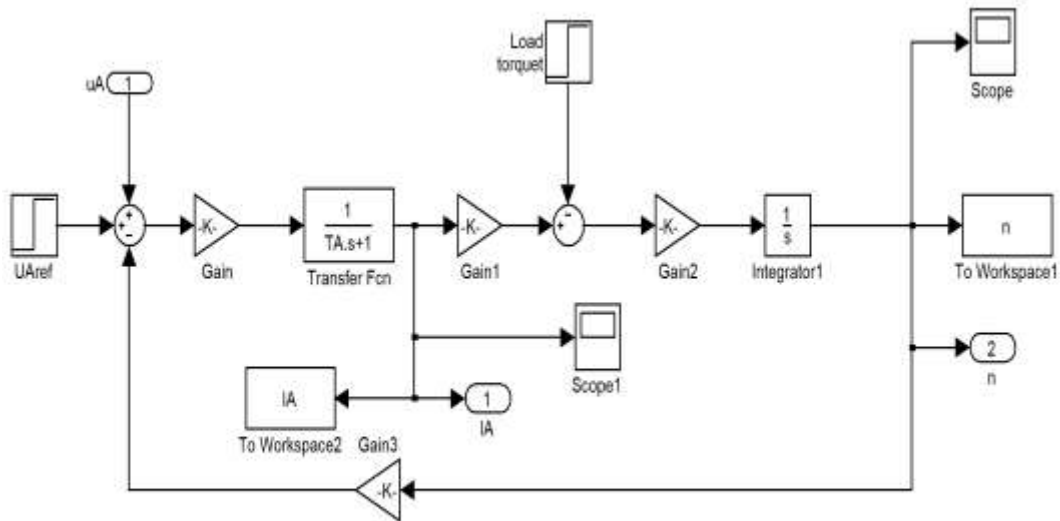 Load
torquet
Scope
uA
1
+
+
−
UAref
-K-
Gain
1
TA.s+1
Transfer Fcn
-K-
Gain1
−
+
-K-
Gain2
1
s
Integrator1
n
To Workspace1
Scope1
2
n
IA
To Workspace2
1
IA
Gain3
-K-